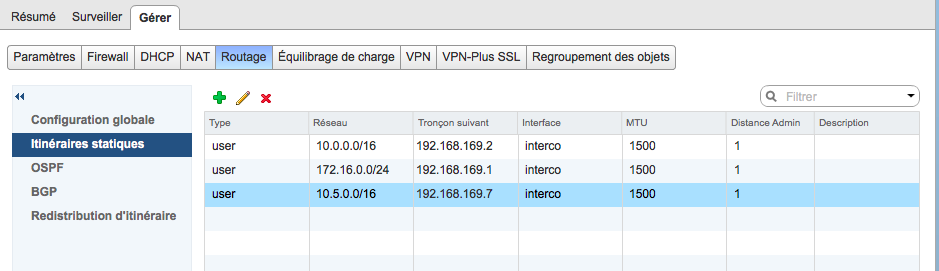 Résumé Surveiller Gérer
Paramètres Firewall DHCP NAT Routage Équilibrage de charge VPN VPN-Plus SSL Regroupement des objets
Filtrer
Configuration globale
Itinéraires statiques
OSPF
BGP
Redistribution d'itinéraire
Type Réseau Tronçon suivant Interface MTU Distance Admin Description
user 10.0.0.0/16 192.168.169.2 interco 1500 1
user 172.16.0.0/24 192.168.169.1 interco 1500 1
user 10.5.0.0/16 192.168.169.7 interco 1500 1